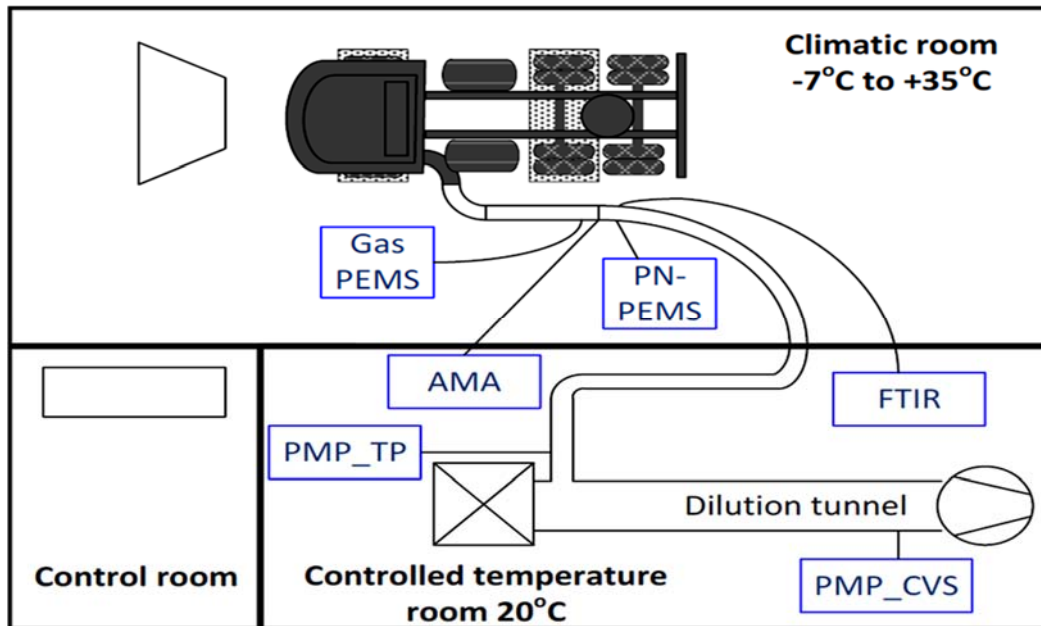 Climatic room
-7°C to +35°C
Gas
PEMS
PN-
PEMS
AMA
FTIR
PMP_TP
Dilution tunnel
PMP_CVS
Control room
Controlled temperature
room 20°C